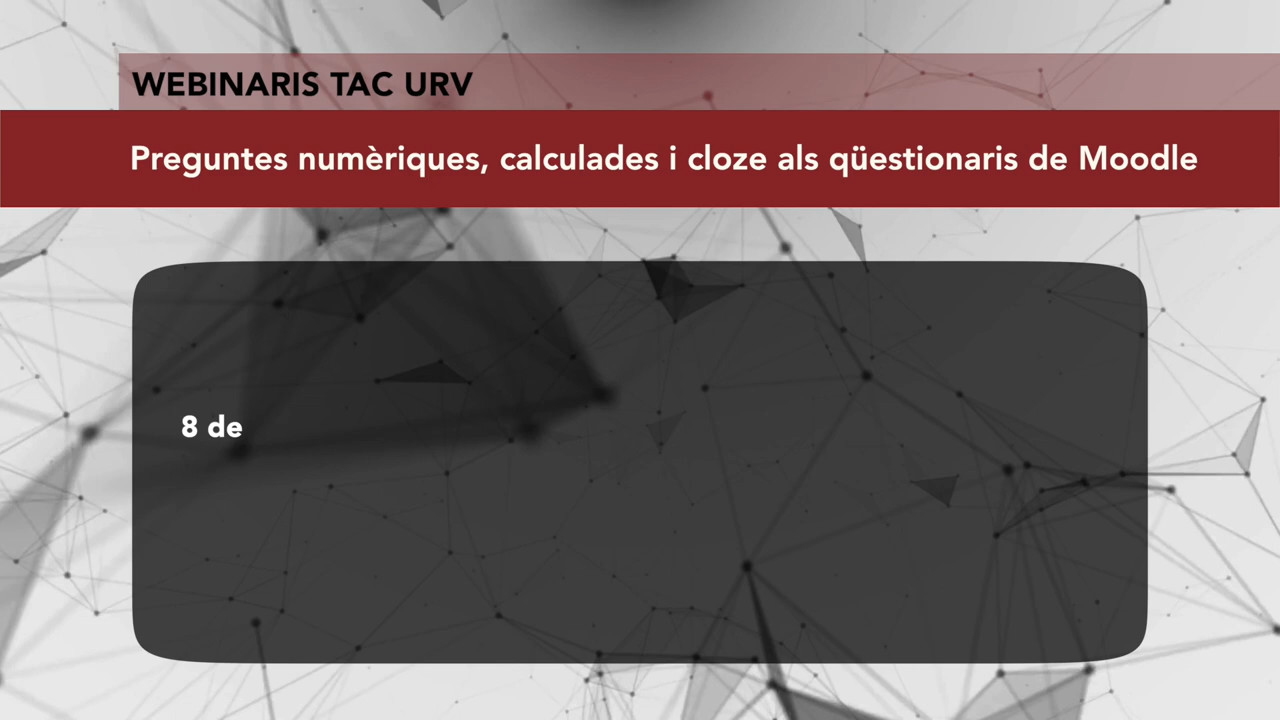 WEBINARIS TAC URV
Preguntes numèriques, calculades i cloze als qüestionaris de Moodle
8 de